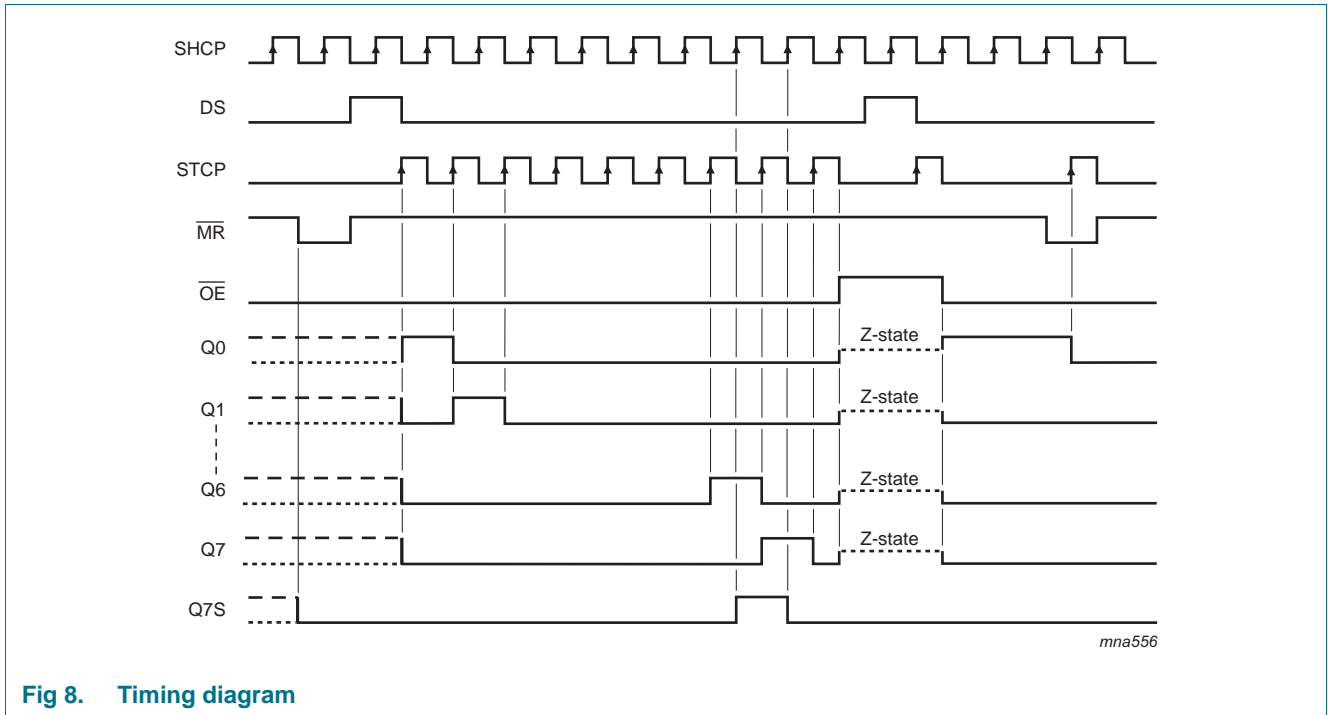 SHCP
DS
STCP
MR
OE
Q0
Z-state
Q1
Z-state
Q6
Z-state
Q7
Z-state
Q7S
mna556
Fig 8. Timing diagram